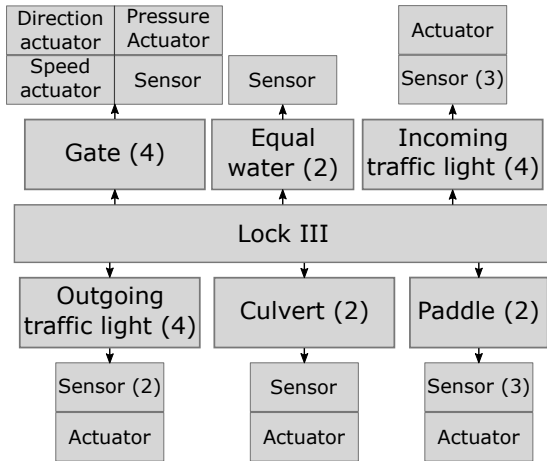 Direction
actuator
Pressure
Actuator
Speed
actuator
Sensor
Sensor
Actuator
Sensor (3)
Gate (4)
Equal
water (2)
Incoming
traffic light (4)
Lock III
Outgoing
traffic light (4)
Culvert (2)
Paddle (2)
Sensor (2)
Actuator
Sensor
Actuator
Sensor (3)
Actuator